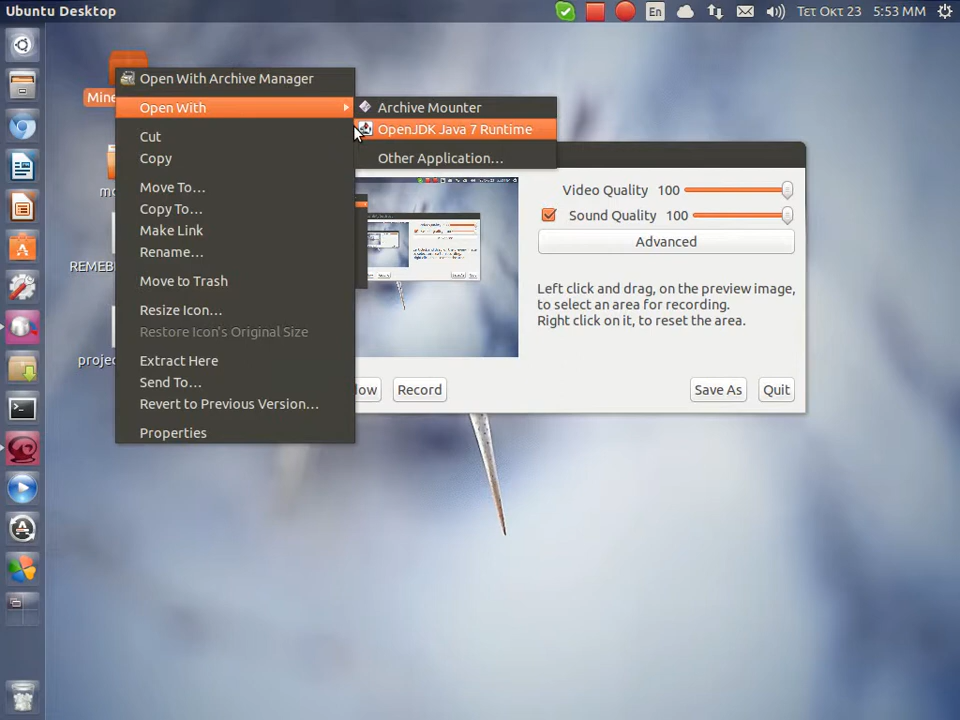 Ubuntu Desktop
En
Τετ Οκτ 23
5:53 MM
Mine
Open With Archive Manager
Open With
Cut
Copy
Move To...
Copy To...
Make Link
Rename...
Move to Trash
Resize Icon...
Restore Icon's Original Size
Extract Here
Send To...
Revert to Previous Version...
Properties
Archive Mounter
OpenJDK Java 7 Runtime
Other Application...
REMEB
projec
Video Quality 100
Sound Quality 100
Advanced
Left click and drag, on the preview image,
to select an area for recording.
Right click on it, to reset the area.
Record
Save As
Quit